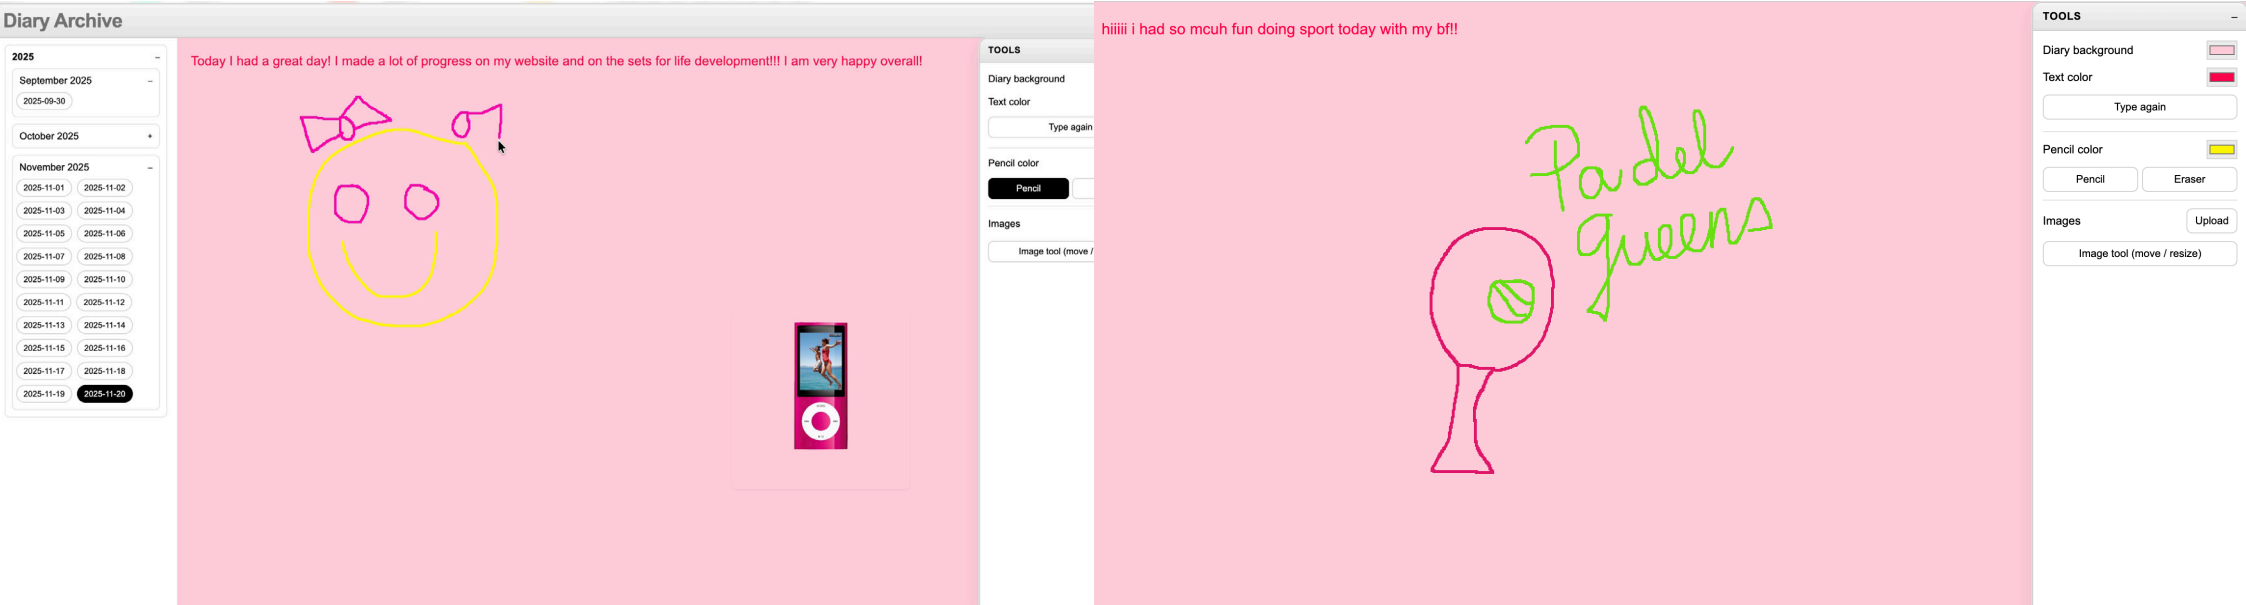 Diary Archive
2025 –
September 2025 –
2025-09-30
October 2025 +
November 2025 –
2025-11-01 2025-11-02
2025-11-03 2025-11-04
2025-11-05 2025-11-06
2025-11-07 2025-11-08
2025-11-09 2025-11-10
2025-11-11 2025-11-12
2025-11-13 2025-11-14
2025-11-15 2025-11-16
2025-11-17 2025-11-18
2025-11-19 2025-11-20
Today I had a great day! I made a lot of progress on my website and on the sets for life development!!! I am very happy overall!
TOOLS
Diary background
Text color
Type again
Pencil color
Pencil
Images
Image tool (move /
hiiiii i had so mcuh fun doing sport today with my bf!!
Padel
queens
TOOLS –
Diary background
Text color
Type again
Pencil color
Pencil Eraser
Images Upload
Image tool (move / resize)